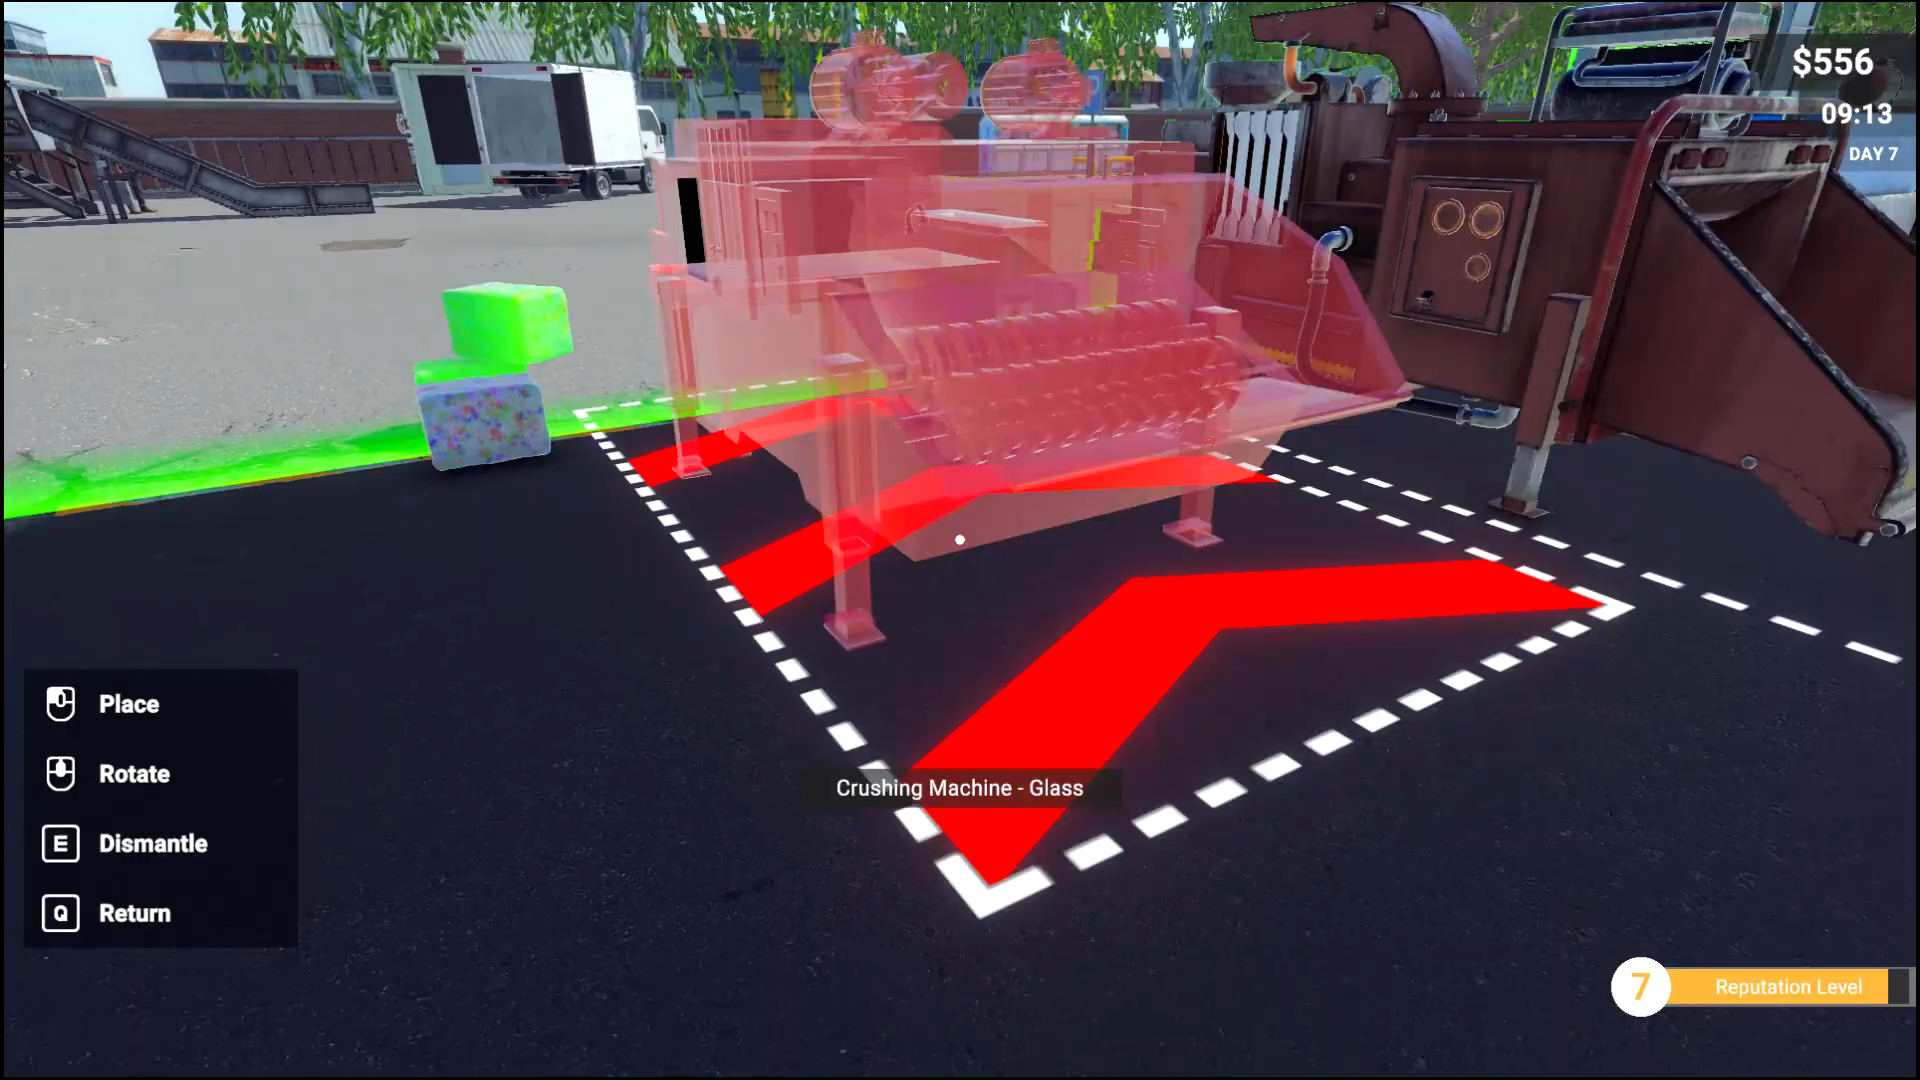 $556
09:13
DAY 7
Place
Rotate
E Dismantle
Q Return
Crushing Machine - Glass
7 Reputation Level